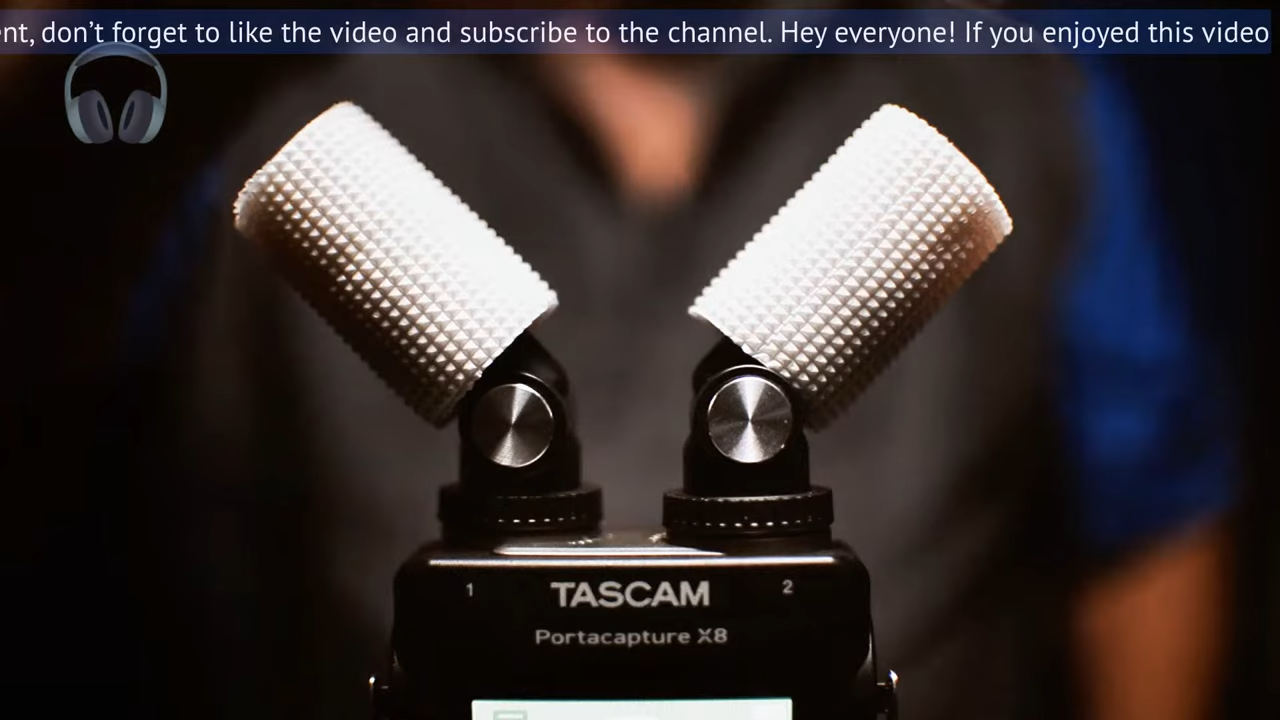 nt, don't forget to like the video and subscribe to the channel. Hey everyone! If you enjoyed this video
1 TASCAM 2
Portacapture X8